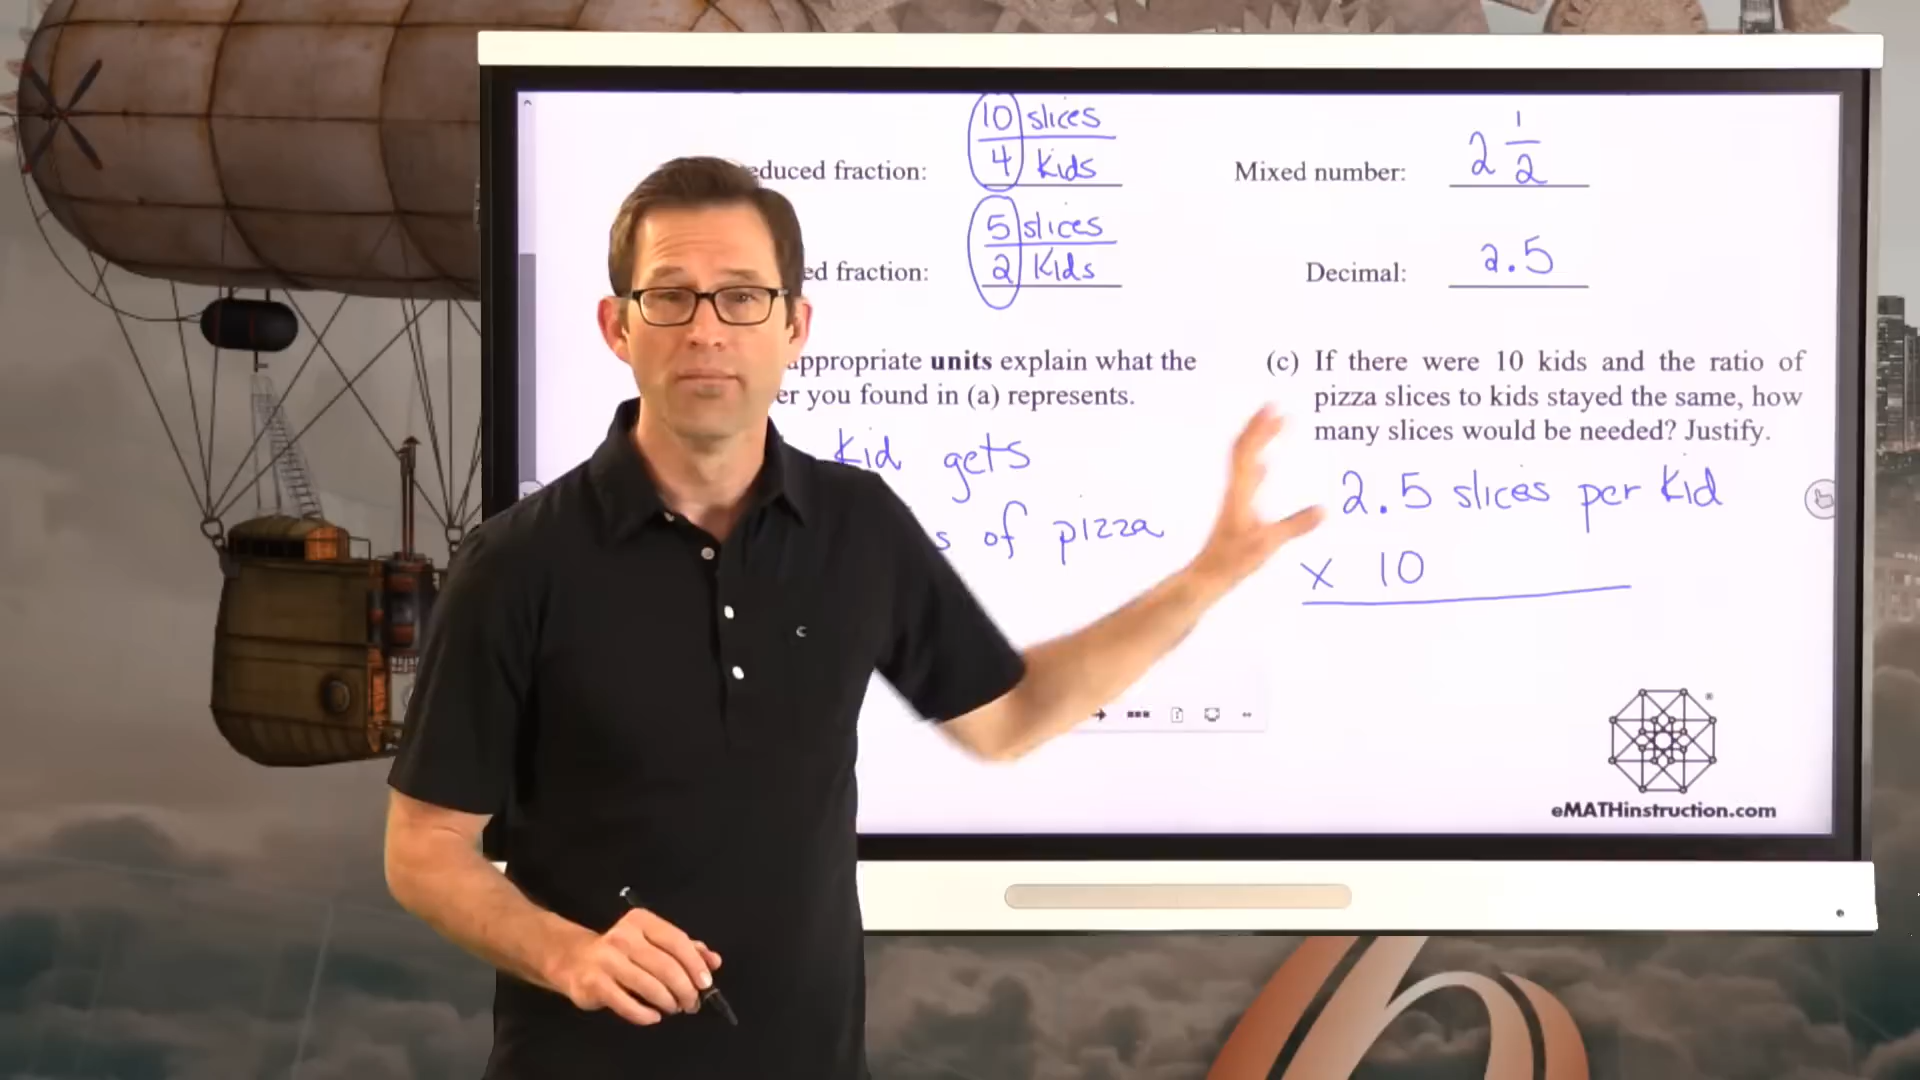 10 slices
4 kids
educed fraction:
Mixed number: 2 1/2
5 slices
2 kids
ed fraction:
Decimal: 2.5
appropriate units explain what the
er you found in (a) represents.
kid gets
s of pizza
(c) If there were 10 kids and the ratio of
pizza slices to kids stayed the same, how
many slices would be needed? Justify.
2.5 slices per kid
x 10
®
eMATHinstruction.com